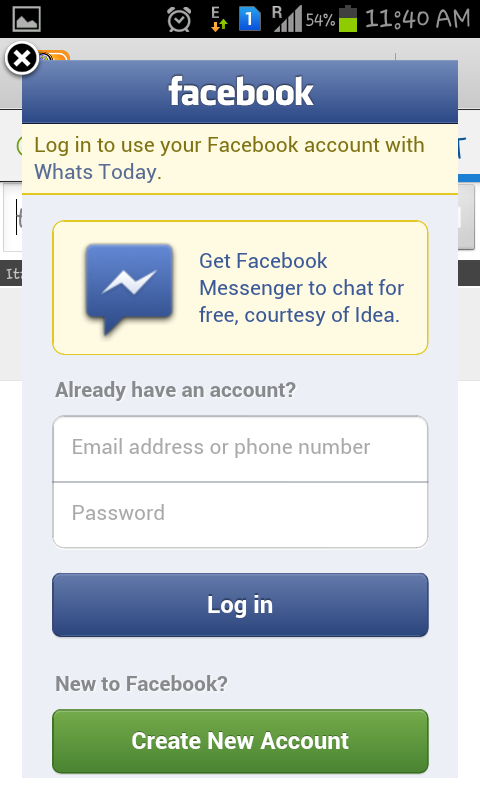 E
1
R
54%
11:40 AM
facebook
Log in to use your Facebook account with
Whats Today.
Get Facebook
Messenger to chat for
free, courtesy of Idea.
Already have an account?
Email address or phone number
Password
Log in
New to Facebook?
Create New Account